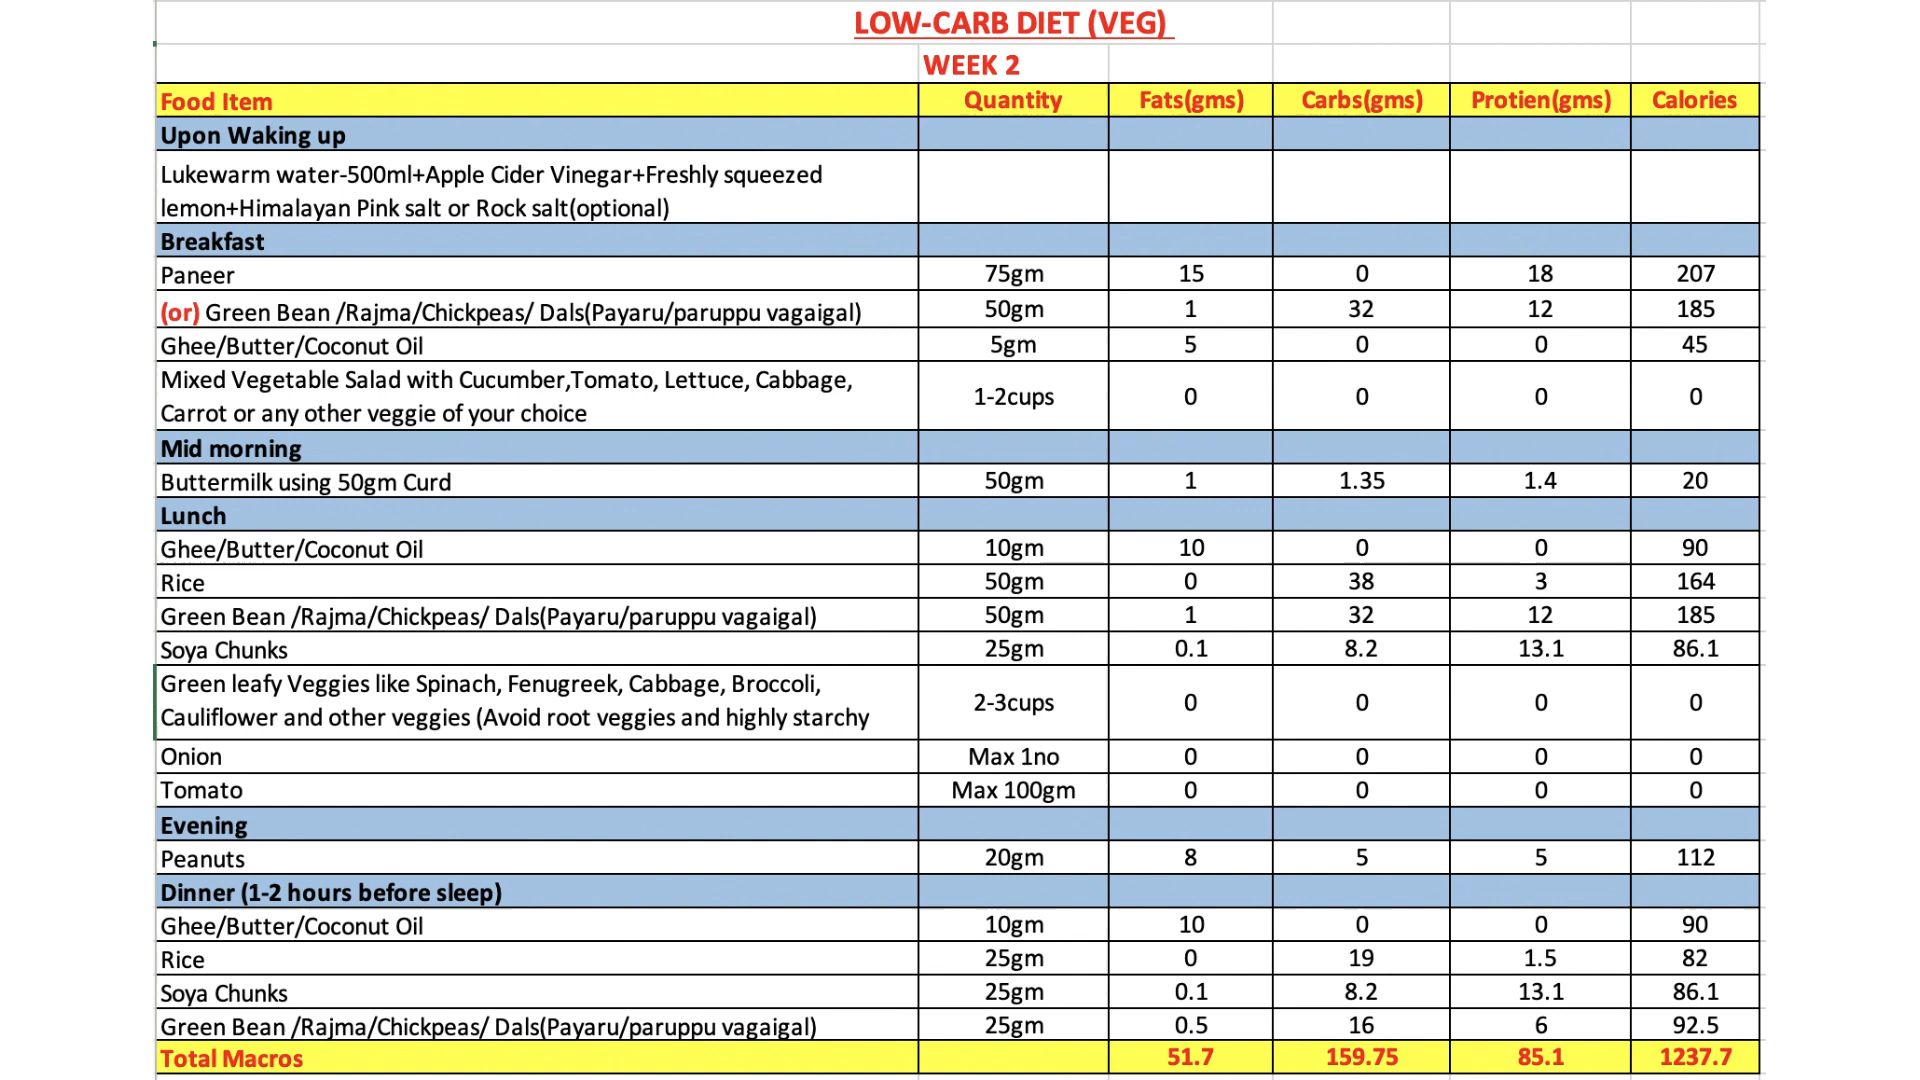 LOW-CARB DIET (VEG)
WEEK 2
Food Item Quantity Fats(gms) Carbs(gms) Protien(gms) Calories
Upon Waking up
Lukewarm water-500ml+Apple Cider Vinegar+Freshly squeezed
lemon+Himalayan Pink salt or Rock salt(optional)
Breakfast
Paneer 75gm 15 0 18 207
(or) Green Bean /Rajma/Chickpeas/ Dals(Payaru/paruppu vagaigal) 50gm 1 32 12 185
Ghee/Butter/Coconut Oil 5gm 5 0 0 45
Mixed Vegetable Salad with Cucumber,Tomato, Lettuce, Cabbage,
Carrot or any other veggie of your choice 1-2cups 0 0 0 0
Mid morning
Buttermilk using 50gm Curd 50gm 1 1.35 1.4 20
Lunch
Ghee/Butter/Coconut Oil 10gm 10 0 0 90
Rice 50gm 0 38 3 164
Green Bean /Rajma/Chickpeas/ Dals(Payaru/paruppu vagaigal) 50gm 1 32 12 185
Soya Chunks 25gm 0.1 8.2 13.1 86.1
Green leafy Veggies like Spinach, Fenugreek, Cabbage, Broccoli,
Cauliflower and other veggies (Avoid root veggies and highly starchy 2-3cups 0 0 0 0
Onion Max 1no 0 0 0 0
Tomato Max 100gm 0 0 0 0
Evening
Peanuts 20gm 8 5 5 112
Dinner (1-2 hours before sleep)
Ghee/Butter/Coconut Oil 10gm 10 0 0 90
Rice 25gm 0 19 1.5 82
Soya Chunks 25gm 0.1 8.2 13.1 86.1
Green Bean /Rajma/Chickpeas/ Dals(Payaru/paruppu vagaigal) 25gm 0.5 16 6 92.5
Total Macros 51.7 159.75 85.1 1237.7